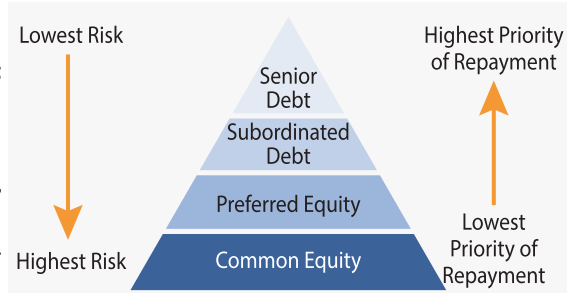 Lowest Risk
Highest Priority
of Repayment
Senior
Debt
Subordinated
Debt
Preferred Equity
Common Equity
Highest Risk
Lowest
Priority of
Repayment